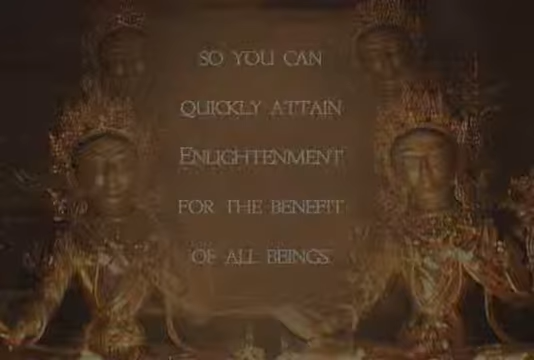 SO YOU CAN
QUICKLY ATTAIN
ENLIGHTENMENT
FOR THE BENEFIT
OF ALL BEINGS